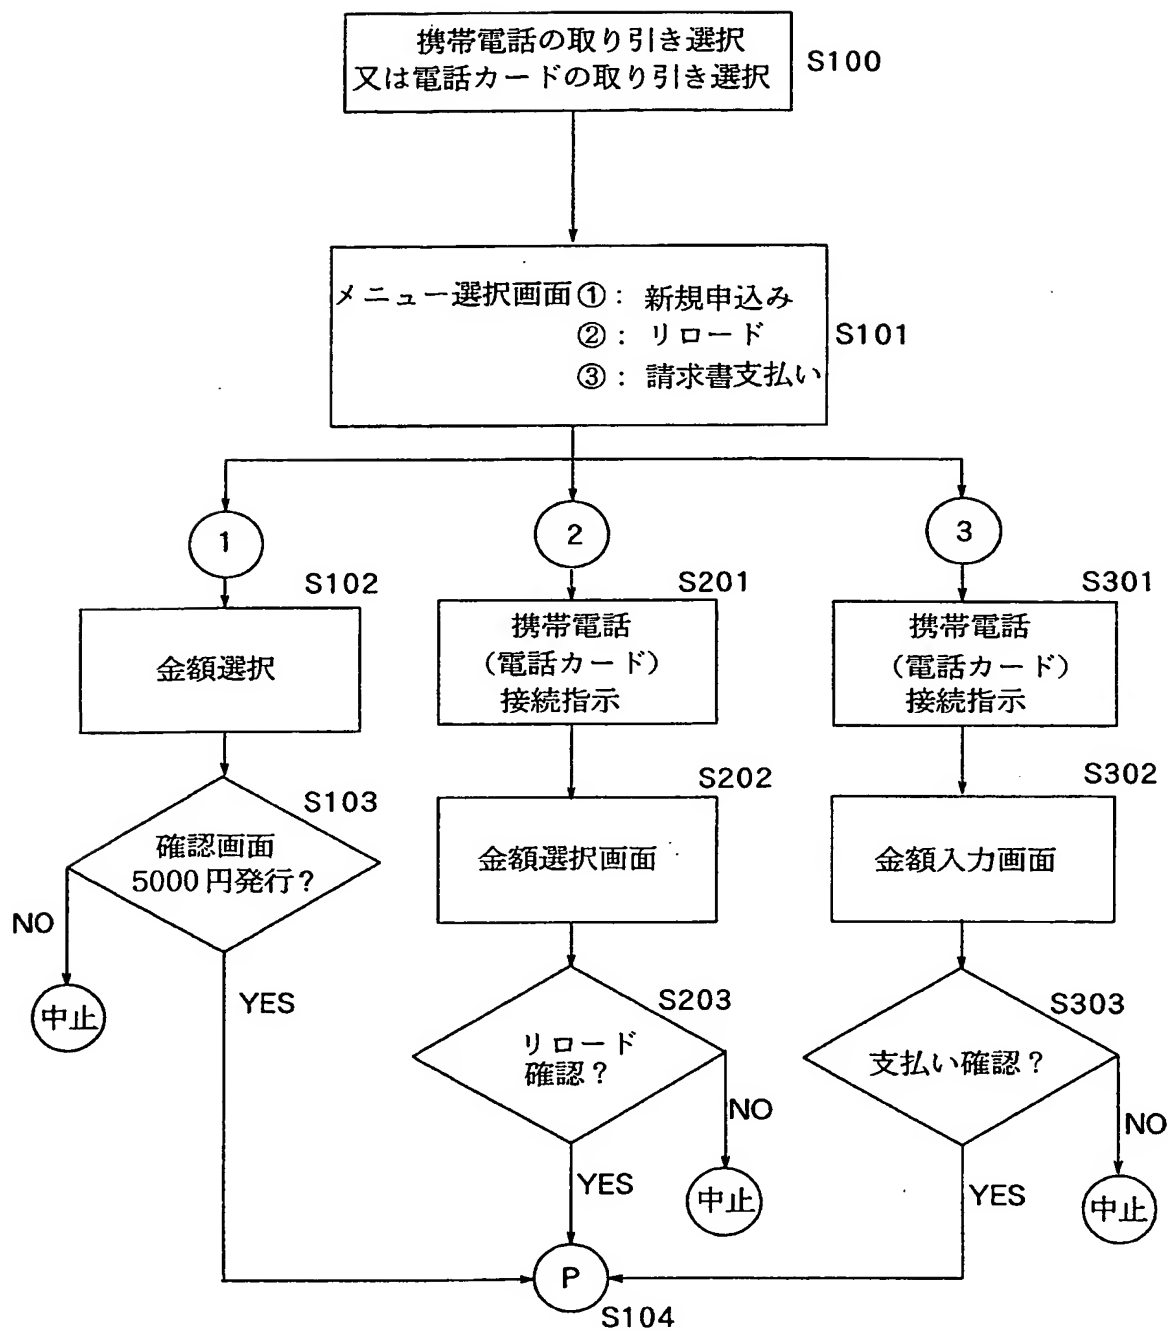 携帯電話の取り引き選択
又は電話カードの取り引き選択
S100
メニュー選択画面①： 新規申込み
②： リロード
③： 請求書支払い
S101
1
2
3
S102
金額選択
S201
携帯電話
（電話カード）
接続指示
S301
携帯電話
（電話カード）
接続指示
S103
確認画面
5000円発行？
NO
中止
YES
S202
金額選択画面
S302
金額入力画面
S203
リロード
確認？
NO
中止
YES
S303
支払い確認？
NO
中止
YES
P
S104